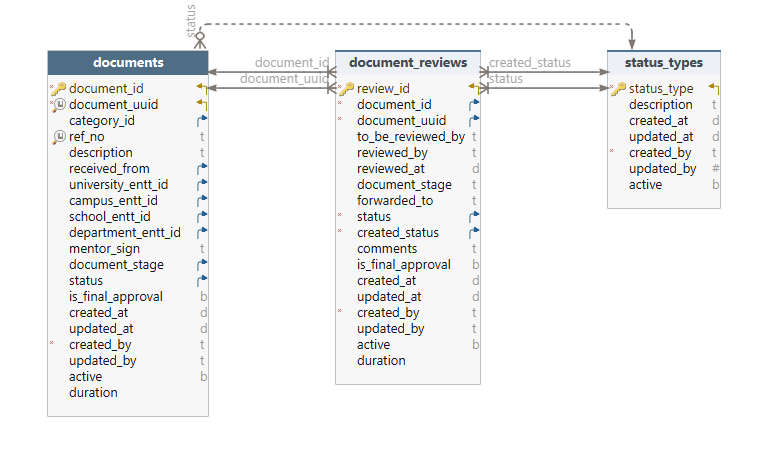 status
documents
document_id
document_uuid
category_id
ref_no t
description t
received_from
university_entt_id
campus_entt_id
school_entt_id
department_entt_id
mentor_sign t
document_stage
status
is_final_approval b
created_at d
updated_at d
* created_by t
updated_by t
active b
duration
document_id
document_uuid
document_reviews
* review_id
* document_id
* document_uuid
to_be_reviewed_by t
reviewed_by t
reviewed_at d
document_stage t
forwarded_to t
* status
* created_status
comments t
is_final_approval b
created_at d
updated_at d
* created_by t
updated_by t
active b
duration
created_status
status
status_types
* status_type
description t
created_at d
updated_at d
* created_by t
updated_by #
active b